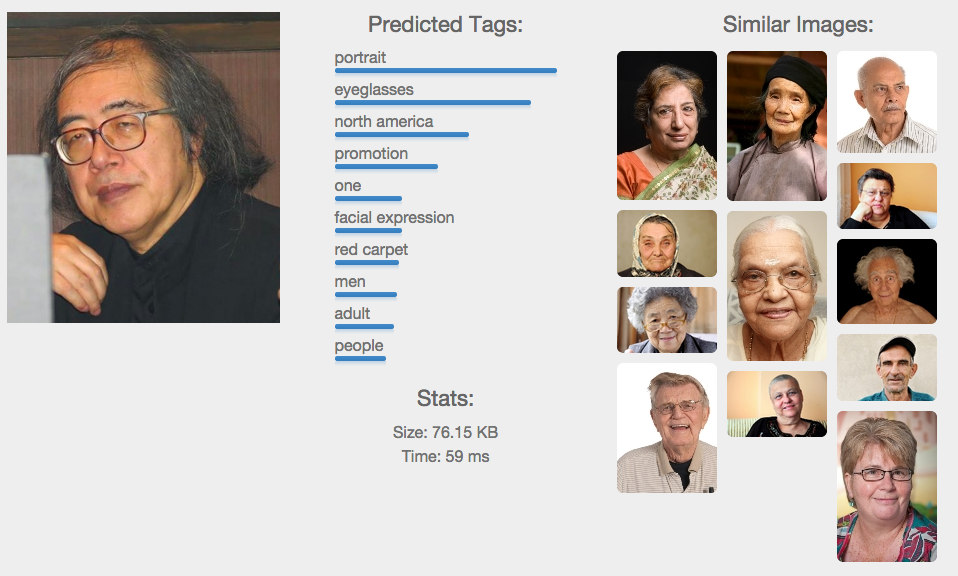 Predicted Tags:
portrait
eyeglasses
north america
promotion
one
facial expression
red carpet
men
adult
people
Stats:
Size: 76.15 KB
Time: 59 ms
Similar Images: